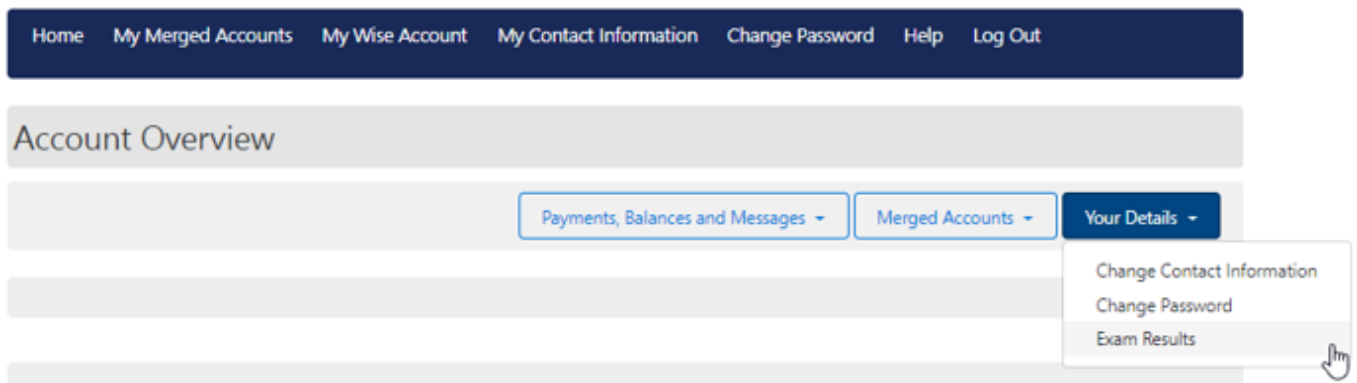 Home My Merged Accounts My Wise Account My Contact Information Change Password Help Log Out
Account Overview
Payments, Balances and Messages Merged Accounts Your Details
Change Contact Information
Change Password
Exam Results